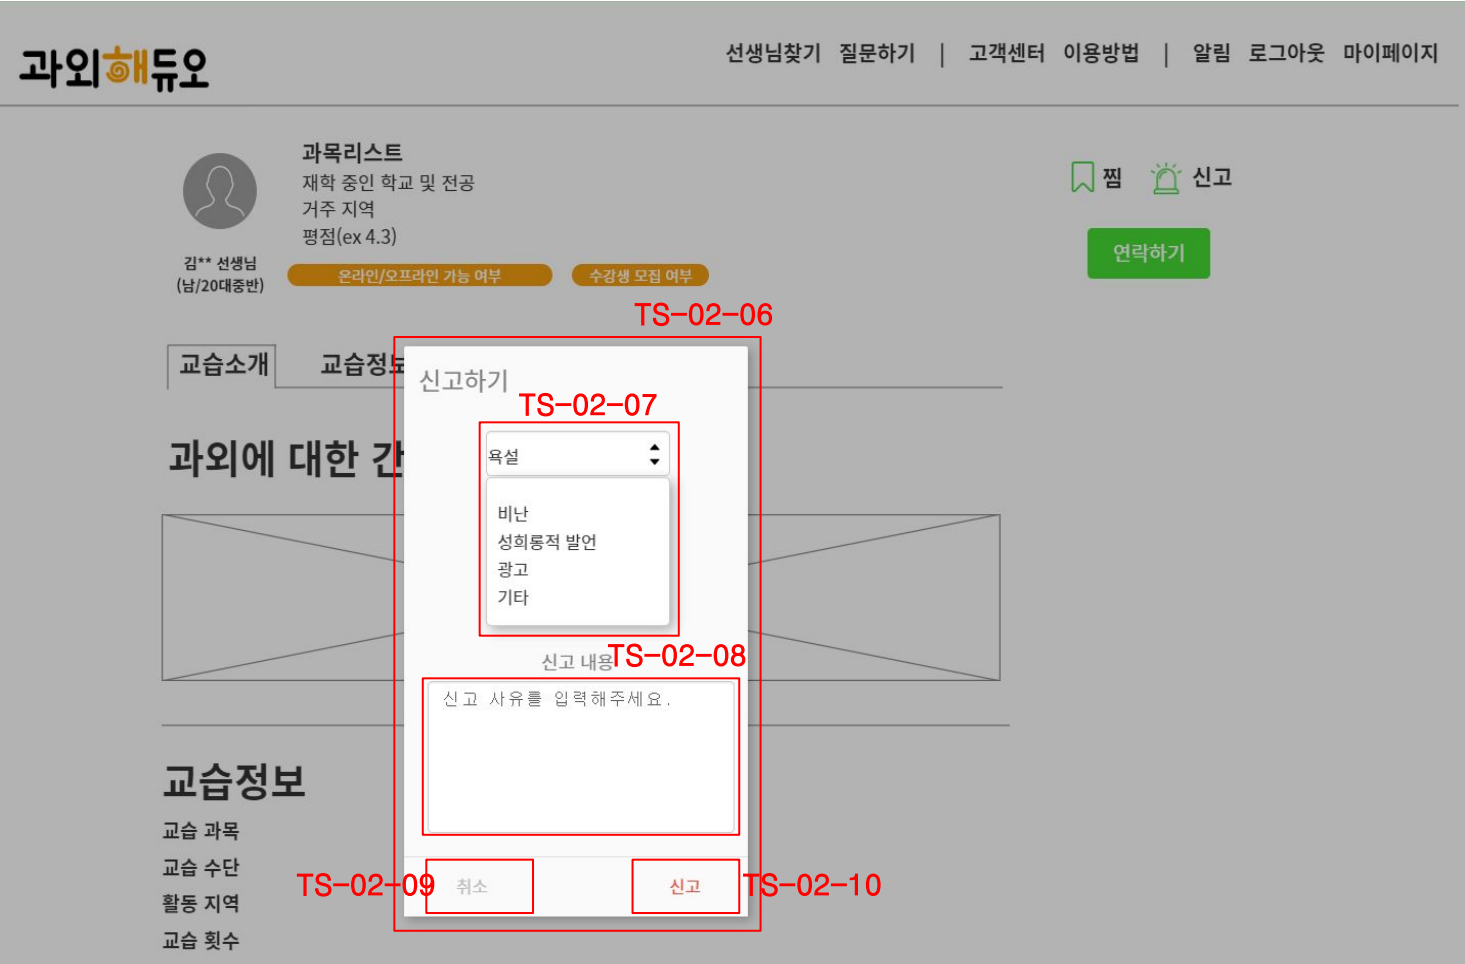 과외해듀오
선생님찾기 질문하기 | 고객센터 이용방법 | 알림 로그아웃 마이페이지
과목리스트
재학 중인 학교 및 전공
거주 지역
평점(ex 4.3)
김** 선생님
(남/20대중반)
온라인/오프라인 가능 여부
수강생 모집 여부
찜
신고
연락하기
TS-02-06
교습소개
교습정보
신고하기
TS-02-07
과외에 대한 간
욕설
비난
성희롱적 발언
광고
기타
신고 내용
TS-02-08
신고 사유를 입력해주세요.
교습정보
교습 과목
교습 수단
활동 지역
교습 횟수
TS-02-09
취소
신고
TS-02-10